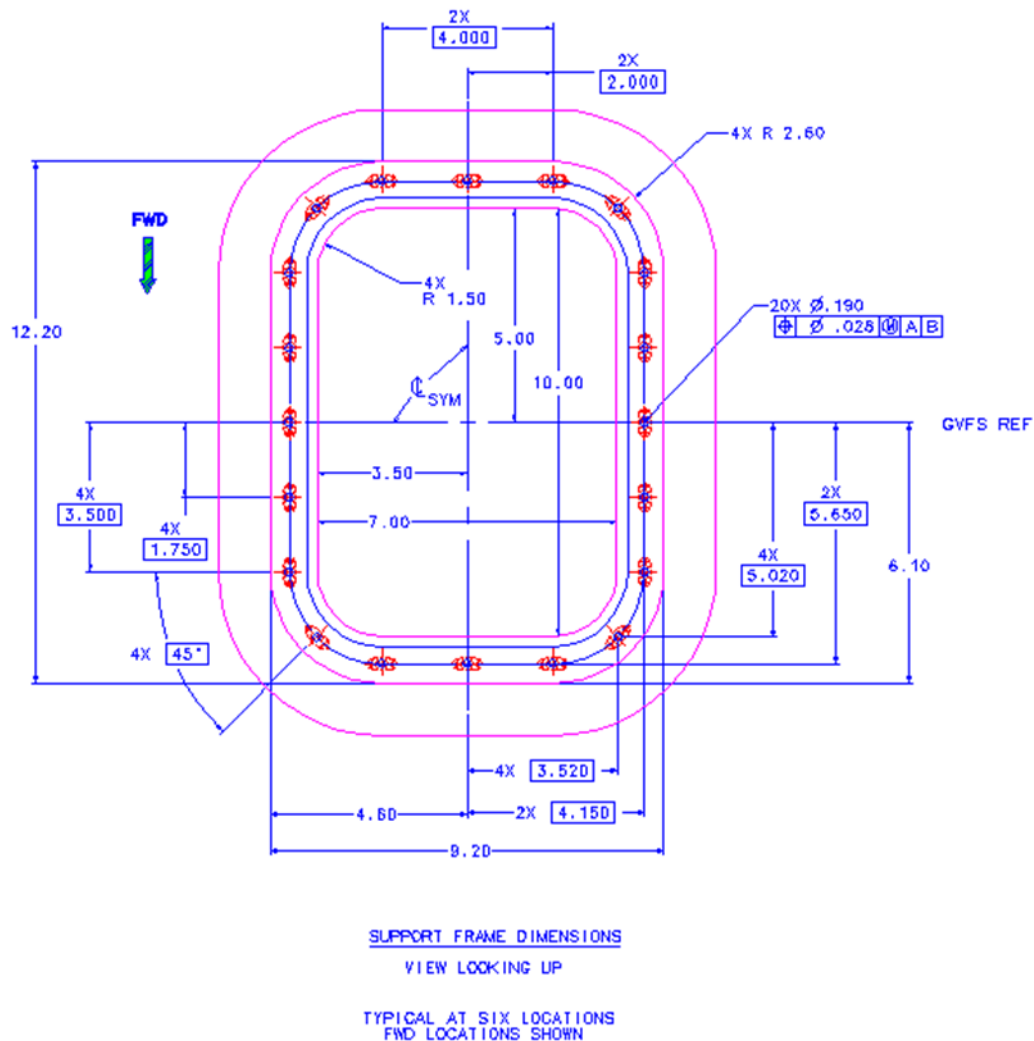 2X
4.000
2X
2.000
4X R 2.60
FWD
4X
R 1.50
20X Ø.190
⌖ Ø .028 Ⓜ A B
12.20
5.00
10.00
℄
SYM
GVFS REF
3.50
4X
3.500
2X
5.650
7.00
4X
1.750
4X
5.020
6.10
4X 45°
4X 3.520
4.60
2X 4.150
9.20
SUPPORT FRAME DIMENSIONS
VIEW LOOKING UP
TYPICAL AT SIX LOCATIONS
FWD LOCATIONS SHOWN